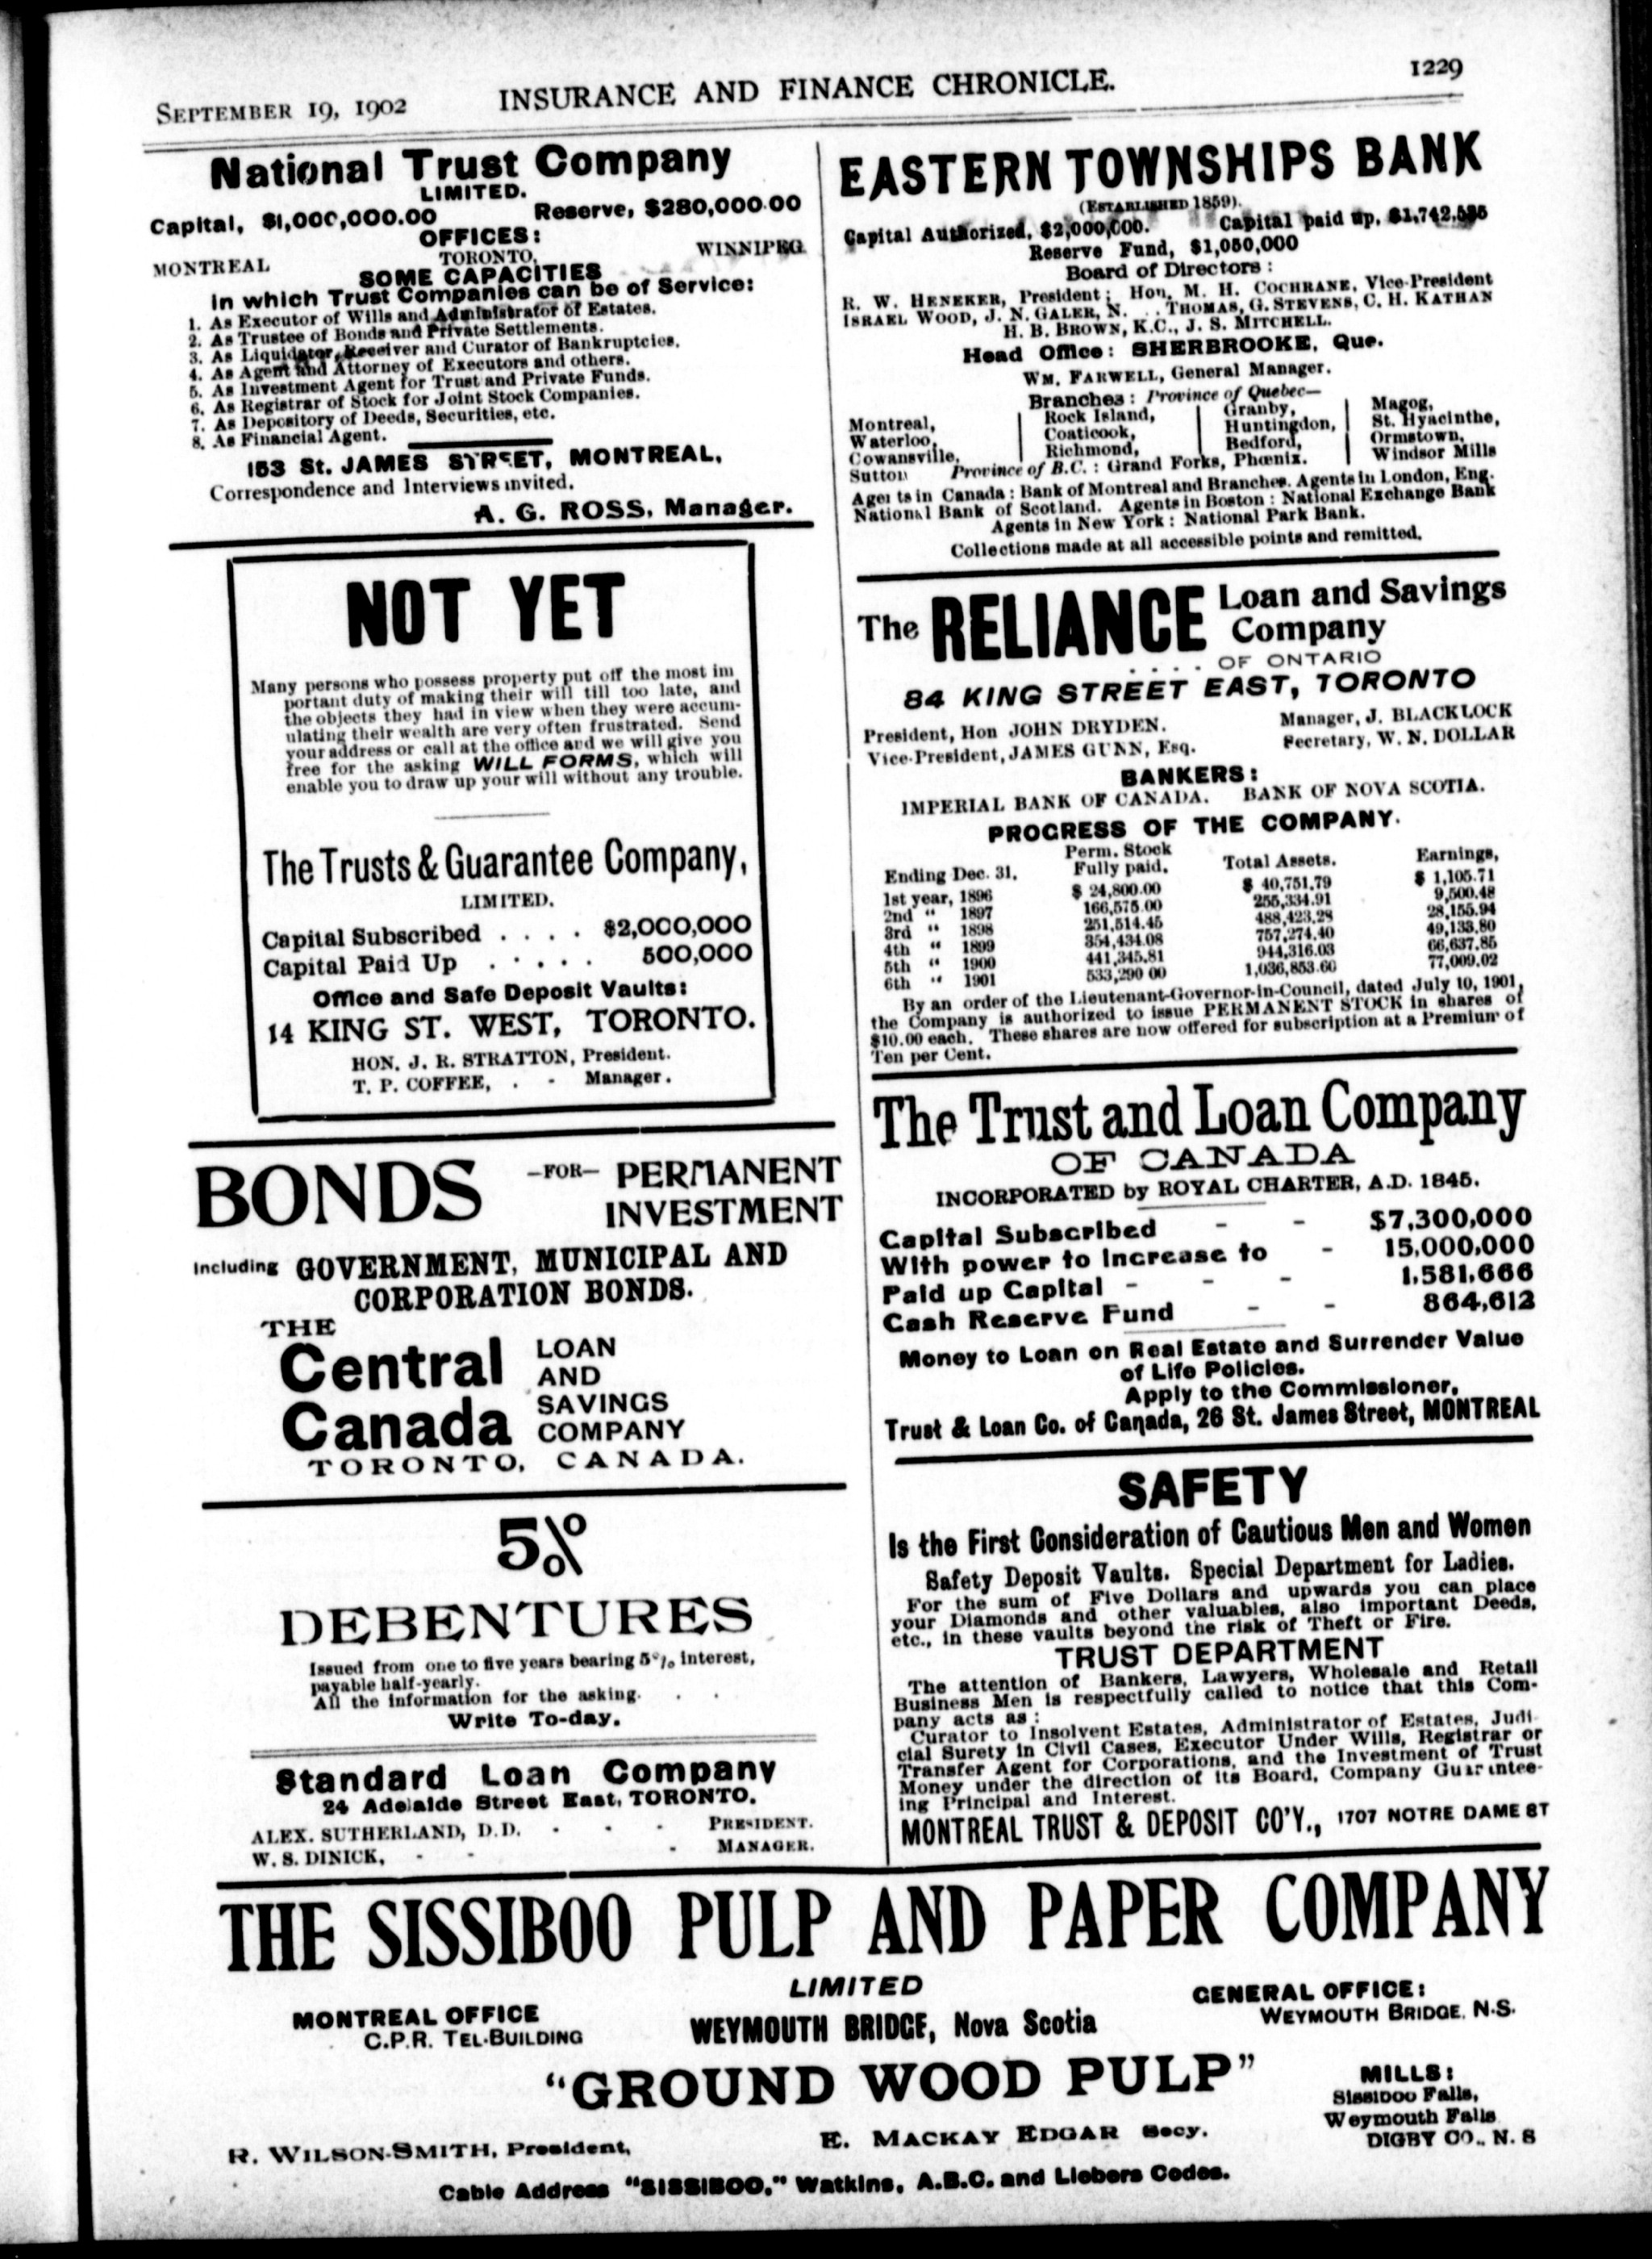 SEPTEMBER 19, 1902
INSURANCE AND FINANCE CHRONICLE.
1229
National Trust Company
LIMITED.
Capital, $1,000,000.00 Reserve, $280,000.00
OFFICES:
MONTREAL TORONTO, WINNIPEG
SOME CAPACITIES
in which Trust Companies can be of Service:
1. As Executor of Wills and Administrator of Estates.
2. As Trustee of Bonds and Private Settlements.
3. As Liquidator, Receiver and Curator of Bankruptcies.
4. As Agent and Attorney of Executors and others.
5. As Investment Agent for Trust and Private Funds.
6. As Registrar of Stock for Joint Stock Companies.
7. As Depository of Deeds, Securities, etc.
8. As Financial Agent.
153 St. JAMES STREET, MONTREAL,
Correspondence and Interviews invited.
A. G. ROSS, Manager.
NOT YET
Many persons who possess property put off the most im
portant duty of making their will till too late, and
the objects they had in view when they were accum-
ulating their wealth are very often frustrated. Send
your address or call at the office and we will give you
free for the asking WILL FORMS, which will
enable you to draw up your will without any trouble.
The Trusts & Guarantee Company,
LIMITED.
Capital Subscribed . . . . $2,000,000
Capital Paid Up . . . . . 500,000
Office and Safe Deposit Vaults:
14 KING ST. WEST, TORONTO.
HON. J. R. STRATTON, President.
T. P. COFFEE, . - Manager.
BONDS —FOR— PERMANENT
INVESTMENT
Including GOVERNMENT, MUNICIPAL AND
CORPORATION BONDS.
THE
Central Canada
LOAN
AND
SAVINGS
COMPANY
TORONTO, CANADA.
5%
DEBENTURES
Issued from one to five years bearing 5% interest,
payable half-yearly.
All the information for the asking. . .
Write To-day.
Standard Loan Company
24 Adelaide Street East, TORONTO.
ALEX. SUTHERLAND, D.D. - - - PRESIDENT.
W. S. DINICK, - - - MANAGER.
EASTERN TOWNSHIPS BANK
(ESTABLISHED 1859).
Capital Authorized, $2,000,000. Capital paid up, $1,742,535
Reserve Fund, $1,050,000
Board of Directors:
R. W. HENEKER, President; Hon. M. H. COCHRANE, Vice-President
ISRAEL WOOD, J. N. GALER, N. . . THOMAS, G. STEVENS, C. H. KATHAN
H. B. BROWN, K.C., J. S. MITCHELL.
Head Office: SHERBROOKE, Que.
WM. FARWELL, General Manager.
Branches: Province of Quebec—
Montreal, Rock Island, Granby, Magog,
Waterloo, Coaticook, Huntingdon, St. Hyacinthe,
Cowansville, Richmond, Bedford, Ormstown,
Sutton Windsor Mills
Province of B.C.: Grand Forks, Phœnix.
Agents in Canada: Bank of Montreal and Branches. Agents in London, Eng.
National Bank of Scotland. Agents in Boston: National Exchange Bank
Agents in New York: National Park Bank.
Collections made at all accessible points and remitted.
The RELIANCE Loan and Savings
Company
. . . . OF ONTARIO
84 KING STREET EAST, TORONTO
President, Hon JOHN DRYDEN. Manager, J. BLACKLOCK
Vice-President, JAMES GUNN, Esq. Secretary, W. N. DOLLAR
BANKERS:
IMPERIAL BANK OF CANADA. BANK OF NOVA SCOTIA.
PROGRESS OF THE COMPANY.
Ending Dec. 31, Perm. Stock Fully paid. Total Assets. Earnings,
1st year, 1896 $ 24,800.00 $ 40,751.79 $ 1,105.71
2nd " 1897 166,575.00 255,334.91 9,500.48
3rd " 1898 251,514.45 488,423.28 28,155.94
4th " 1899 354,434.08 757,274.40 49,133.80
5th " 1900 441,345.81 944,316.03 66,637.85
6th " 1901 533,290 00 1,036,853.60 77,009.02
By an order of the Lieutenant-Governor-in-Council, dated July 10, 1901,
the Company is authorized to issue PERMANENT STOCK in shares of
$10.00 each. These shares are now offered for subscription at a Premium of
Ten per Cent.
The Trust and Loan Company
OF CANADA
INCORPORATED by ROYAL CHARTER, A.D. 1845.
Capital Subscribed - - $7,300,000
With power to increase to - 15,000,000
Paid up Capital - - - 1,581,666
Cash Reserve Fund - - 864,612
Money to Loan on Real Estate and Surrender Value
of Life Policies.
Apply to the Commissioner,
Trust & Loan Co. of Canada, 26 St. James Street, MONTREAL
SAFETY
Is the First Consideration of Cautious Men and Women
Safety Deposit Vaults. Special Department for Ladies.
For the sum of Five Dollars and upwards you can place
your Diamonds and other valuables, also important Deeds,
etc., in these vaults beyond the risk of Theft or Fire.
TRUST DEPARTMENT
The attention of Bankers, Lawyers, Wholesale and Retail
Business Men is respectfully called to notice that this Com-
pany acts as:
Curator to Insolvent Estates, Administrator of Estates, Judi
cial Surety in Civil Cases, Executor Under Wills, Registrar or
Transfer Agent for Corporations, and the Investment of Trust
Money under the direction of its Board, Company Guarantee-
ing Principal and Interest.
MONTREAL TRUST & DEPOSIT CO'Y., 1707 NOTRE DAME ST
THE SISSIBOO PULP AND PAPER COMPANY
LIMITED
MONTREAL OFFICE
C.P.R. TEL-BUILDING
WEYMOUTH BRIDGE, Nova Scotia
GENERAL OFFICE:
WEYMOUTH BRIDGE, N.S.
"GROUND WOOD PULP"
MILLS:
Sissiboo Falls,
Weymouth Falls
DIGBY CO., N. S
R. WILSON-SMITH, President,
E. MACKAY EDGAR Secy.
Cable Address "SISSIBOO," Watkins, A.B.C. and Liebers Codes.